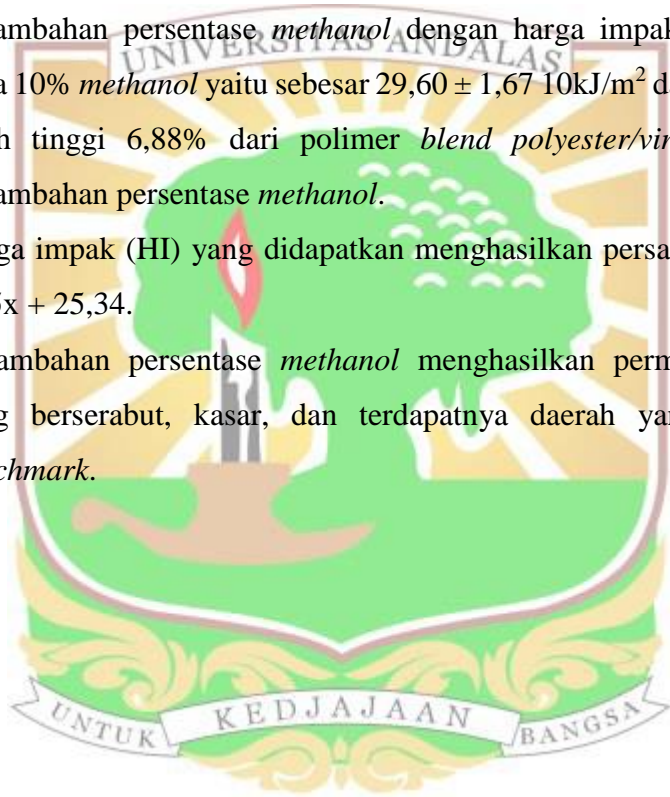 ambahan persentase methanol dengan harga impak
UNIVERSITAS ANDALAS
a 10% methanol yaitu sebesar 29,60 ± 1,67 10kJ/m² d
h tinggi 6,88% dari polimer blend polyester/vin
ambahan persentase methanol.
ga impak (HI) yang didapatkan menghasilkan persa
x + 25,34.
ambahan persentase methanol menghasilkan perm
g berserabut, kasar, dan terdapatnya daerah ya
chmark.
UNTUK KEDJAJAAN BANGSA